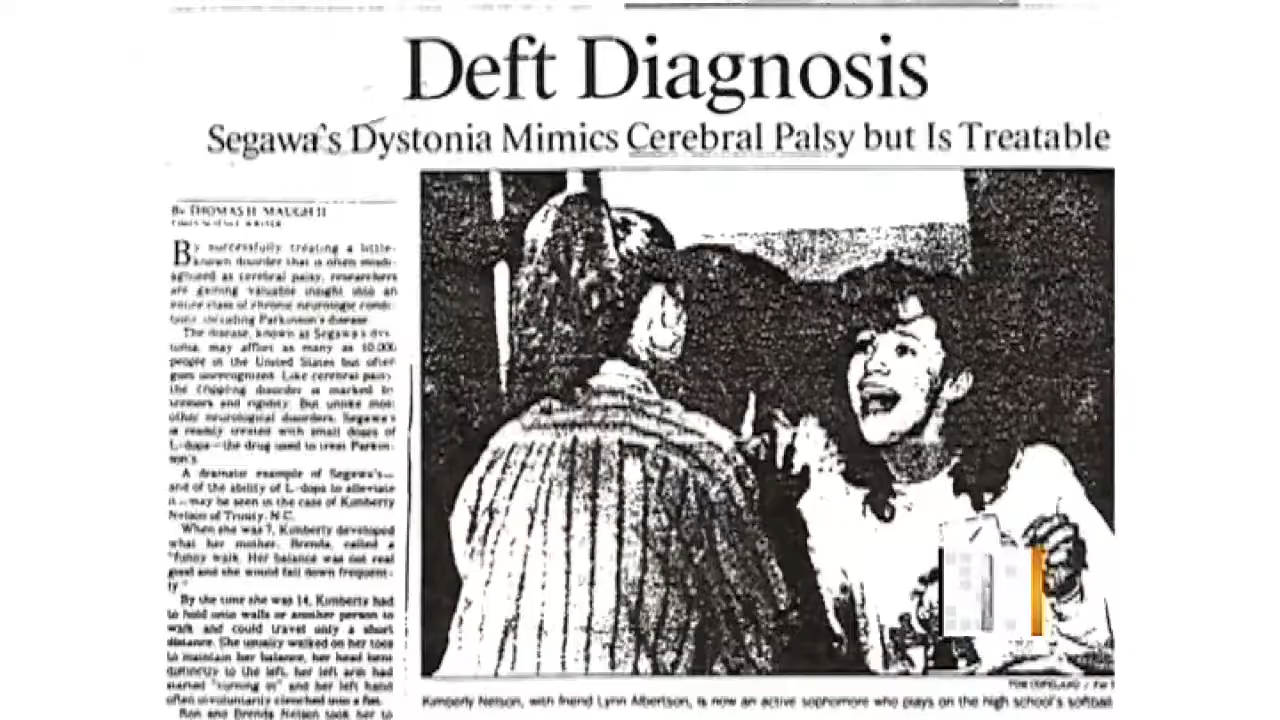 Deft Diagnosis
Segawa's Dystonia Mimics Cerebral Palsy but Is Treatable
By THOMAS H. MAUGH II
TIMES SCIENCE WRITER
By successfully treating a little-
known disorder that is often misdi-
agnosed as cerebral palsy, researchers
are gaining valuable insight into an
entire class of chronic neurologic condi-
tions including Parkinson's disease.
The disease, known as Segawa's dys-
tonia, may afflict as many as 10,000
people in the United States but often
goes unrecognized. Like cerebral palsy,
the crippling disorder is marked by
tremors and rigidity. But unlike most
other neurological disorders, Segawa's
is readily treated with small doses of
L-dopa—the drug used to treat Parkin-
son's.
A dramatic example of Segawa's—
and of the ability of L-dopa to alleviate
it—may be seen in the case of Kimberly
Nelson of Trinity, N.C.
When she was 7, Kimberly developed
what her mother, Brenda, called a
"funny walk. Her balance was not real
good and she would fall down frequent-
ly."
By the time she was 14, Kimberly had
to hold onto walls or another person to
walk and could travel only a short
distance. She usually walked on her toes
to maintain her balance, her head bent
distinctly to the left, her left arm had
started "turning in" and her left hand
often involuntarily clenched into a fist.
Ron and Brenda Nelson took her to
Kimberly Nelson, with friend Lynn Albertson, is now an active sophomore who plays on the high school's softball